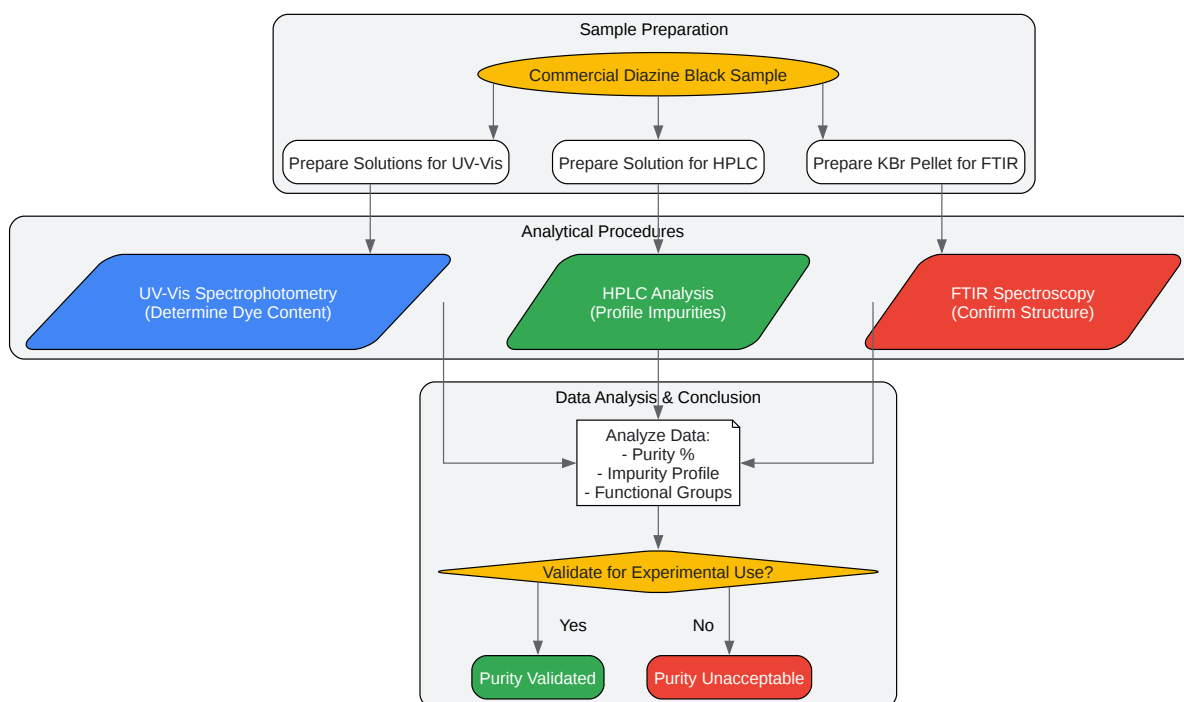 Sample Preparation
Commercial Diazine Black Sample
Prepare Solutions for UV-Vis
Prepare Solution for HPLC
Prepare KBr Pellet for FTIR
Analytical Procedures
UV-Vis Spectrophotometry
(Determine Dye Content)
HPLC Analysis
(Profile Impurities)
FTIR Spectroscopy
(Confirm Structure)
Data Analysis & Conclusion
Analyze Data:
- Purity %
- Impurity Profile
- Functional Groups
Validate for Experimental Use?
Yes
No
Purity Validated
Purity Unacceptable